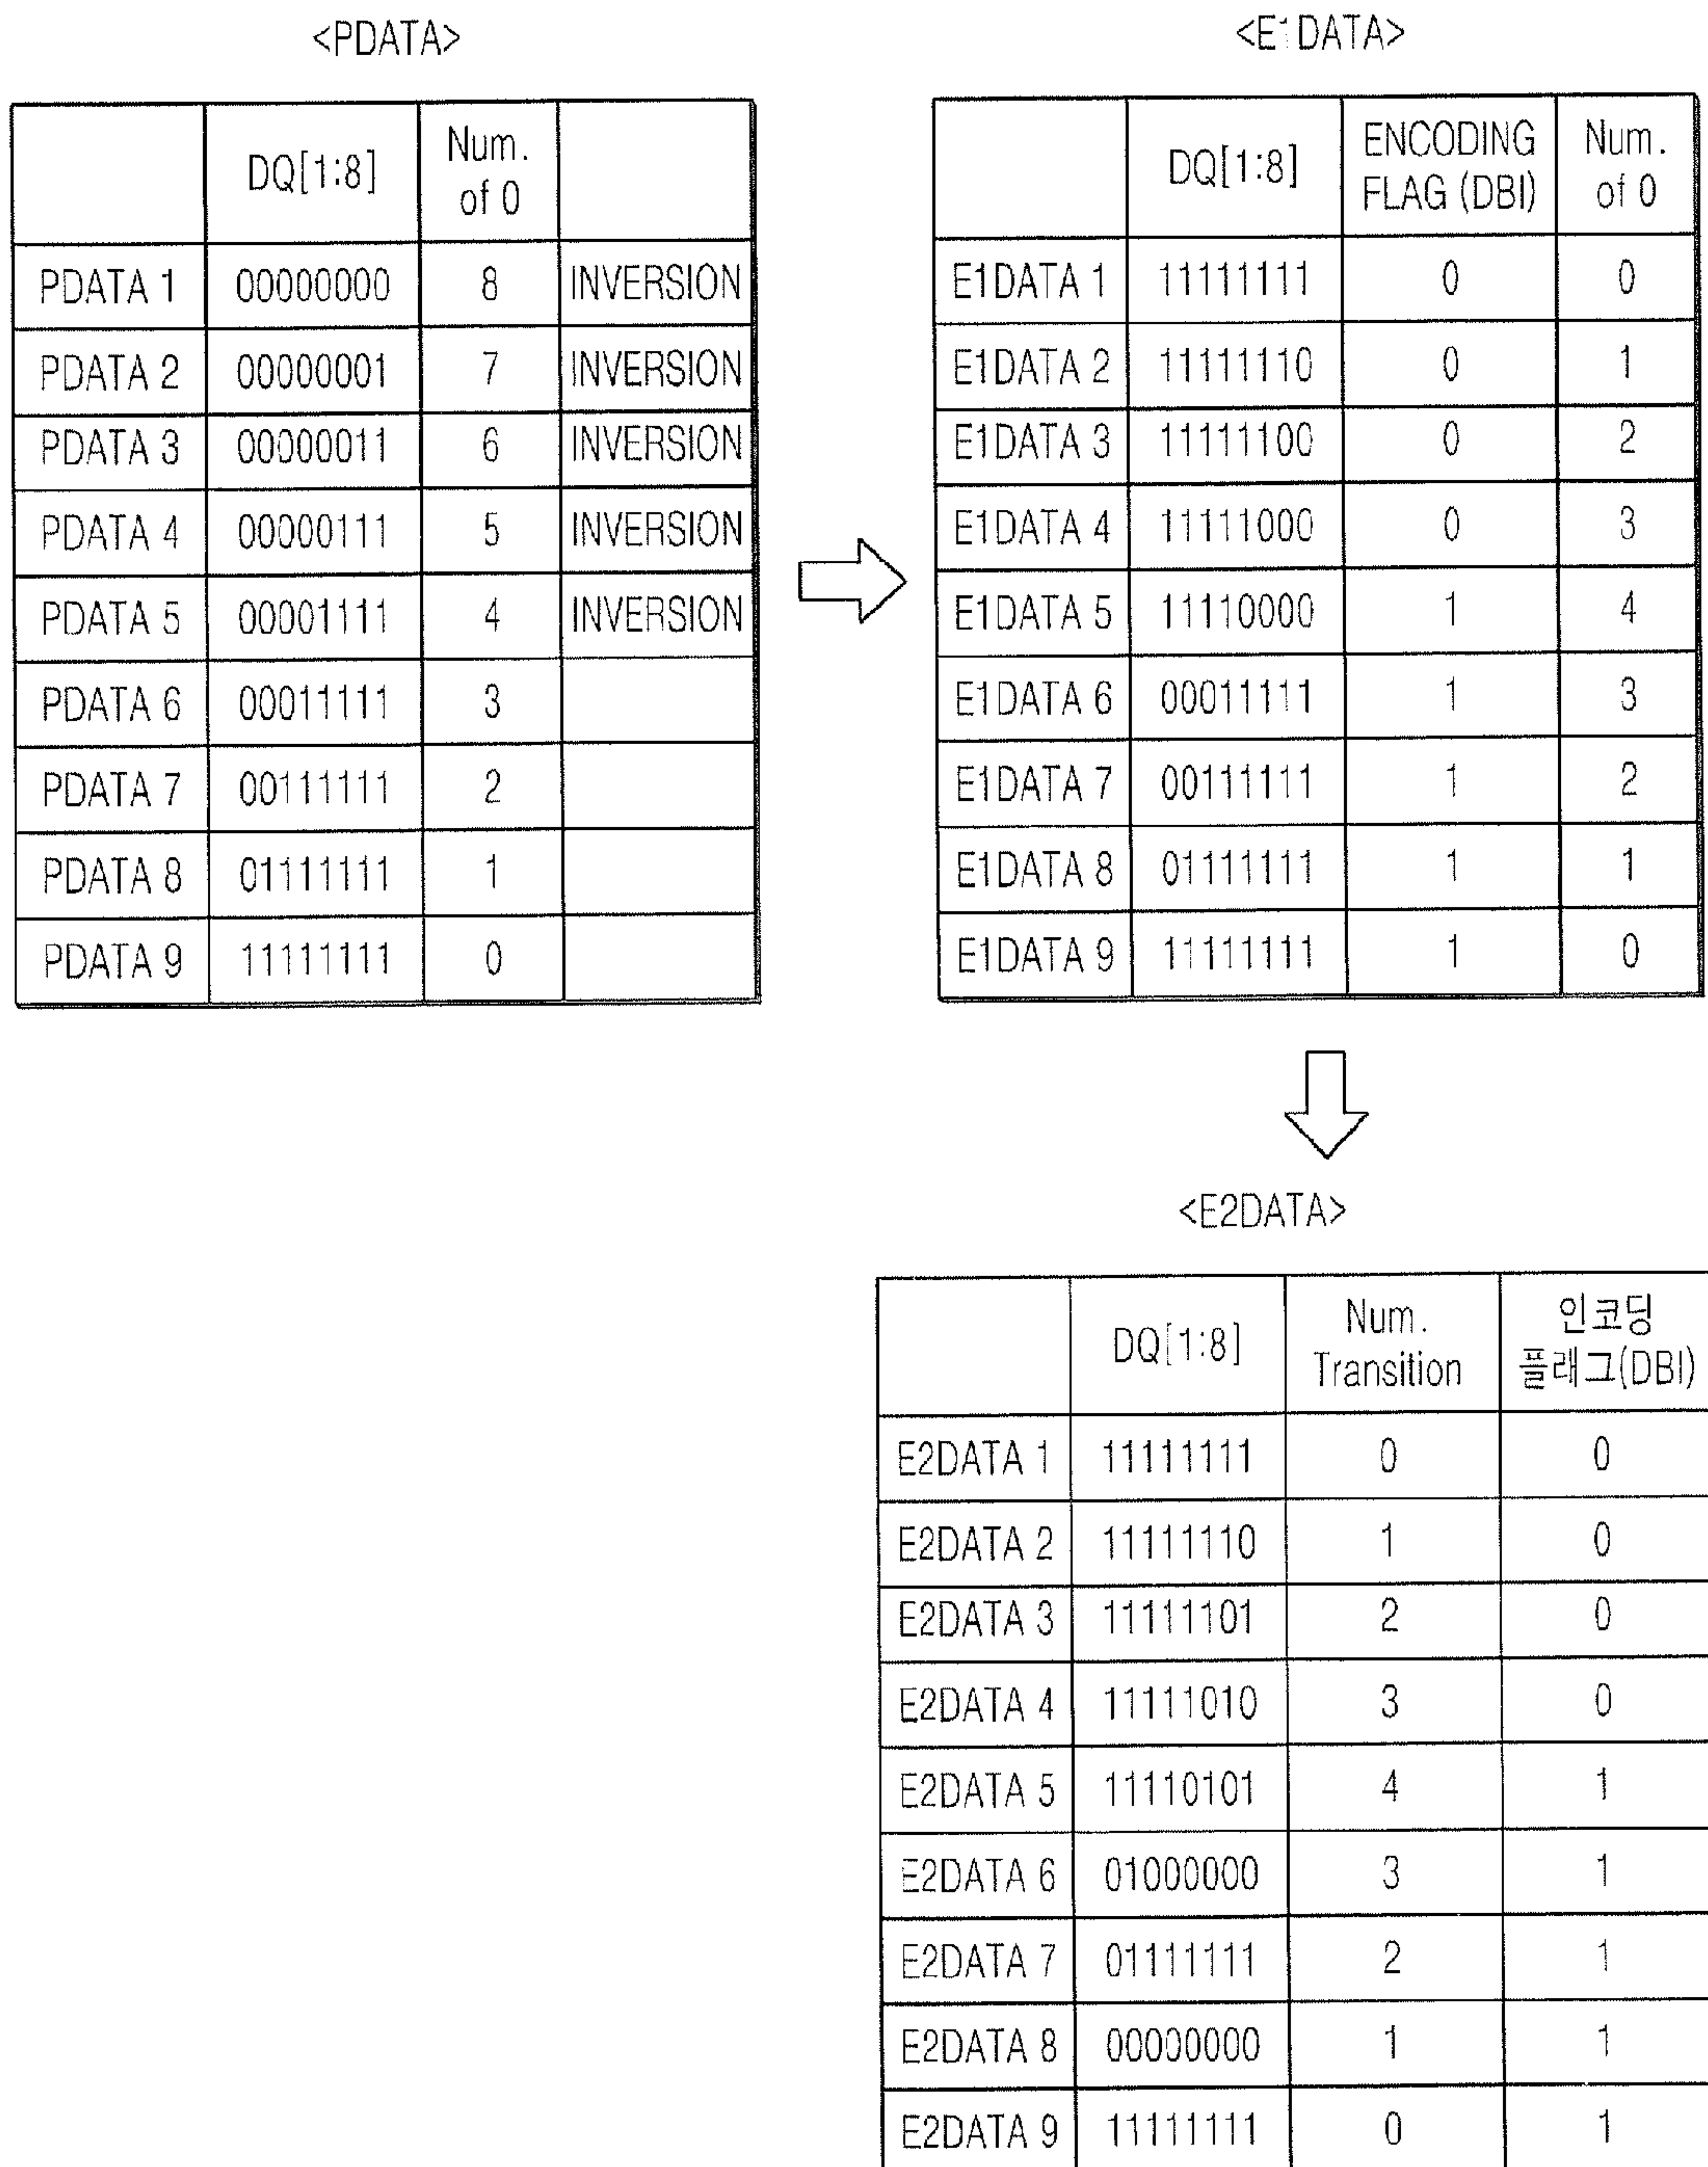 <PDATA>
DQ[1:8] Num. of 0
PDATA 1 00000000 8 INVERSION
PDATA 2 00000001 7 INVERSION
PDATA 3 00000011 6 INVERSION
PDATA 4 00000111 5 INVERSION
PDATA 5 00001111 4 INVERSION
PDATA 6 00011111 3
PDATA 7 00111111 2
PDATA 8 01111111 1
PDATA 9 11111111 0
<E1DATA>
DQ[1:8] ENCODING FLAG (DBI) Num. of 0
E1DATA 1 11111111 0 0
E1DATA 2 11111110 0 1
E1DATA 3 11111100 0 2
E1DATA 4 11111000 0 3
E1DATA 5 11110000 1 4
E1DATA 6 00011111 1 3
E1DATA 7 00111111 1 2
E1DATA 8 01111111 1 1
E1DATA 9 11111111 1 0
<E2DATA>
DQ[1:8] Num. Transition 인코딩 플래그(DBI)
E2DATA 1 11111111 0 0
E2DATA 2 11111110 1 0
E2DATA 3 11111101 2 0
E2DATA 4 11111010 3 0
E2DATA 5 11110101 4 1
E2DATA 6 01000000 3 1
E2DATA 7 01111111 2 1
E2DATA 8 00000000 1 1
E2DATA 9 11111111 0 1